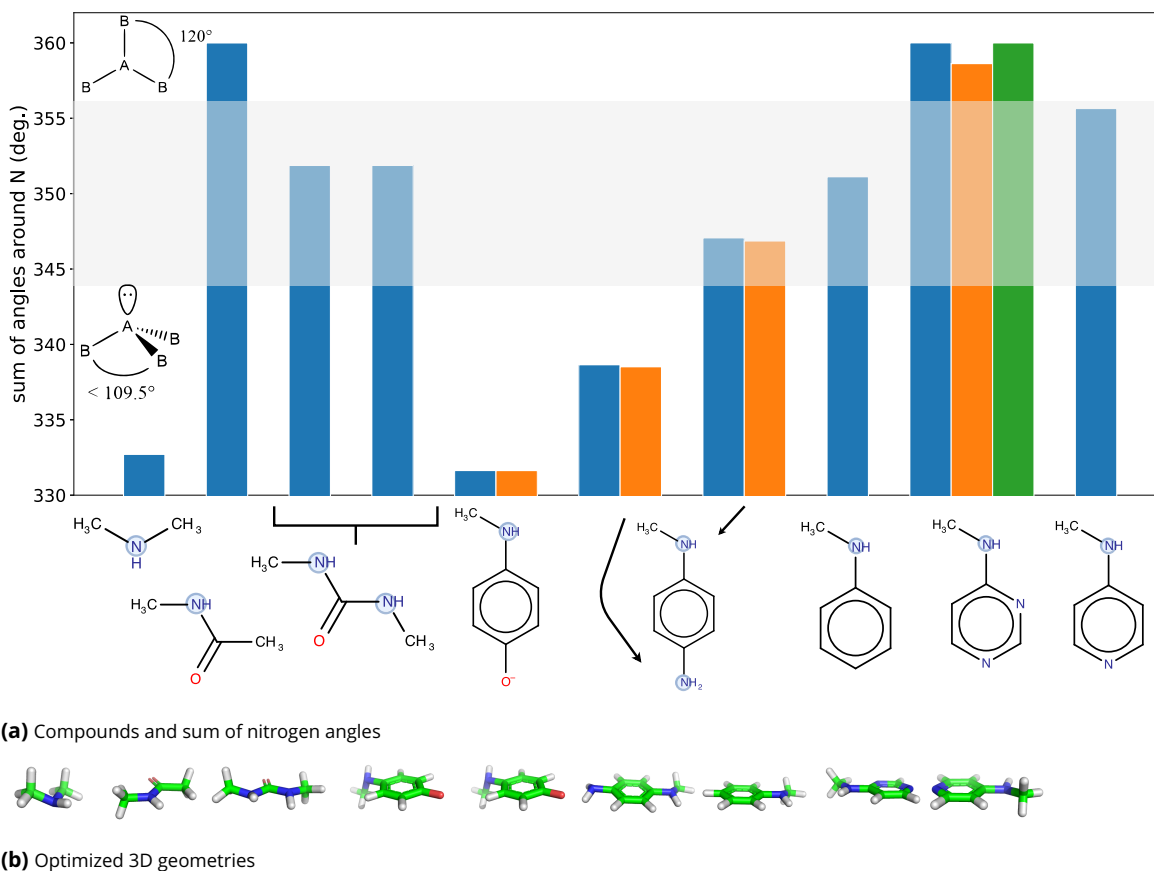 sum of angles around N (deg.)
360
355
350
345
340
335
330
B
120°
A
B
B
A
B
B
B
< 109.5°
H₃C
CH₃
N
H
H₃C
NH
CH₃
O
H₃C
NH
NH
O
CH₃
H₃C
NH
O⁻
H₃C
NH
NH₂
H₃C
NH
H₃C
NH
N
N
H₃C
NH
N
(a) Compounds and sum of nitrogen angles
(b) Optimized 3D geometries